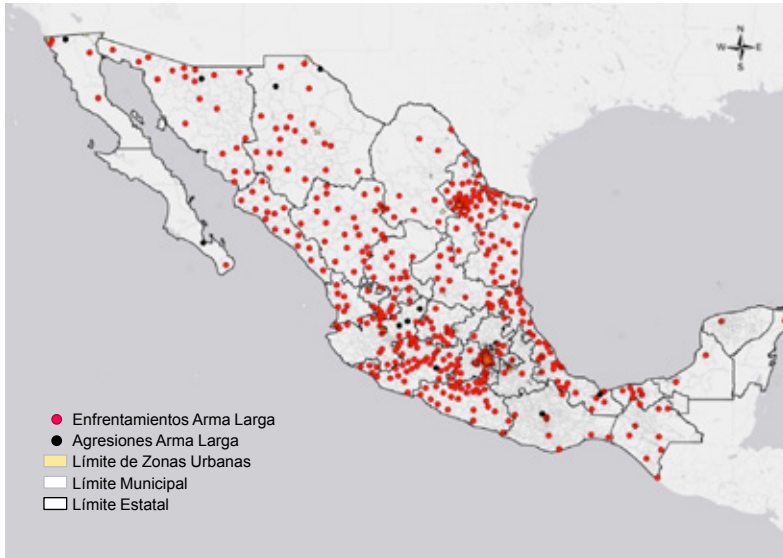 N
W E
S
Enfrentamientos Arma Larga
Agresiones Arma Larga
Límite de Zonas Urbanas
Límite Municipal
Límite Estatal